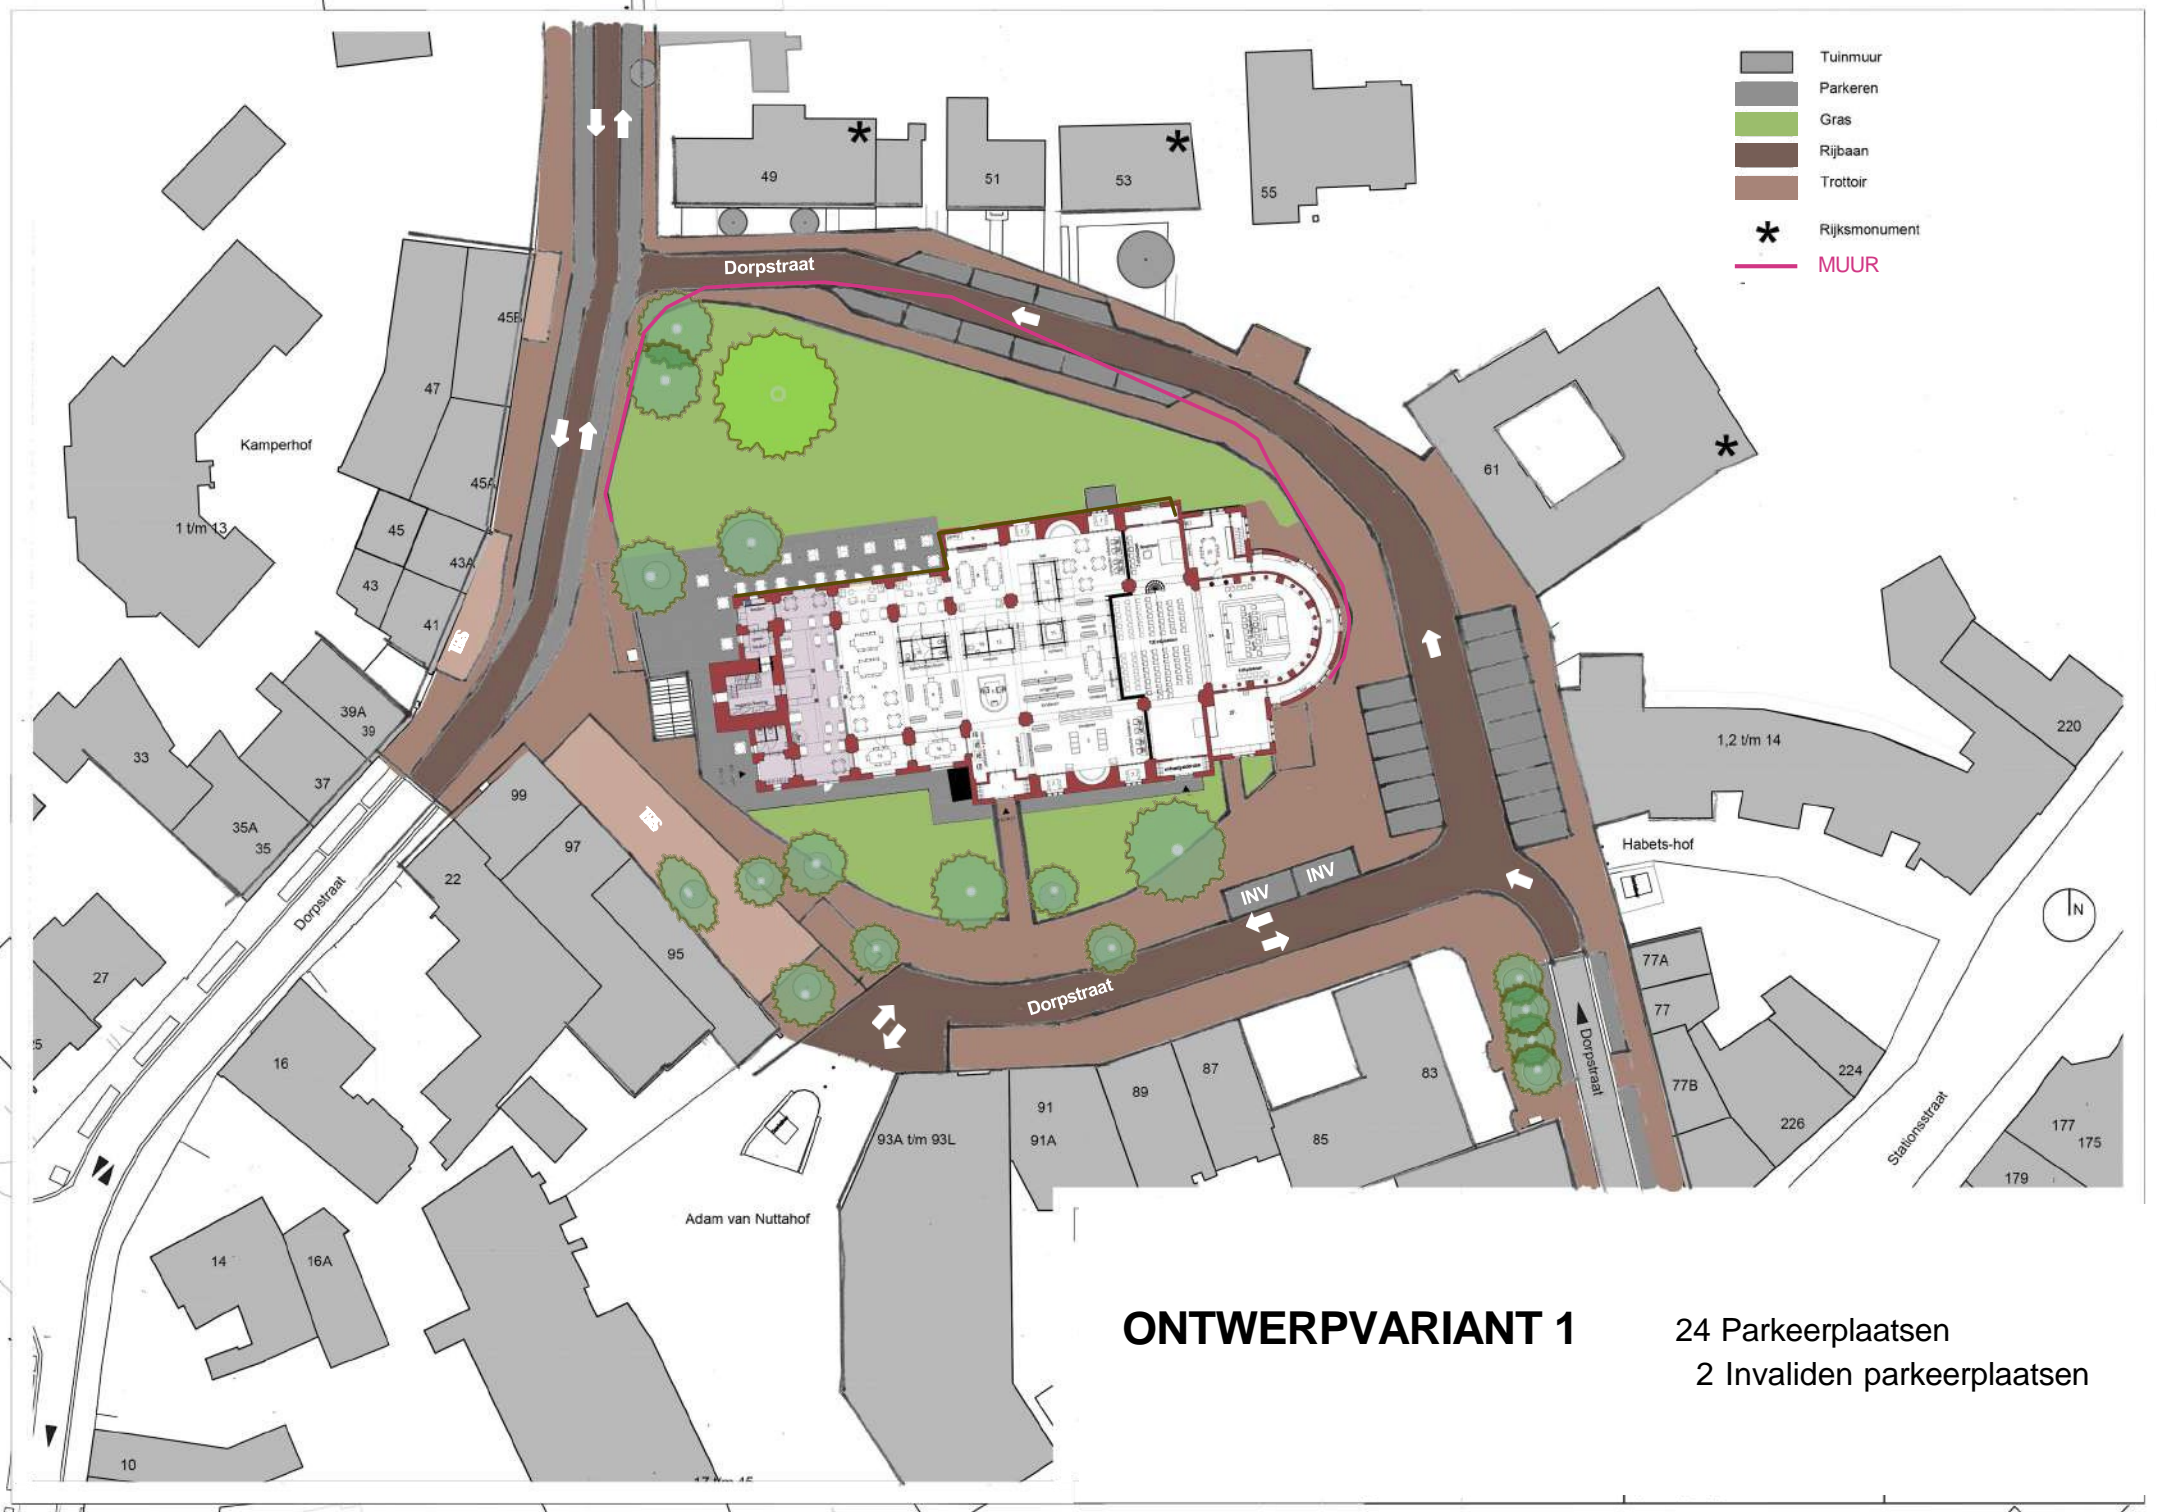 Tuinmuur
Parkeren
Gras
Rijbaan
Trottoir
Rijksmonument
MUUR
49
51
53
55
Dorpstraat
45B
47
Kamperhof
45A
61
1 t/m 13
45
43A
43
41
39A
39
33
37
1,2 t/m 14
220
99
35A
35
97
22
Habets-hof
INV
INV
Dorpstraat
95
27
77A
N
Dorpstraat
77
25
16
Dorpstraat
83
87
89
77B
224
91
226
93A t/m 93L
91A
85
Stationsstraat
177
175
179
Adam van Nuttahof
14
16A
ONTWERPVARIANT 1
24 Parkeerplaatsen
2 Invaliden parkeerplaatsen
10
17 t/m 45